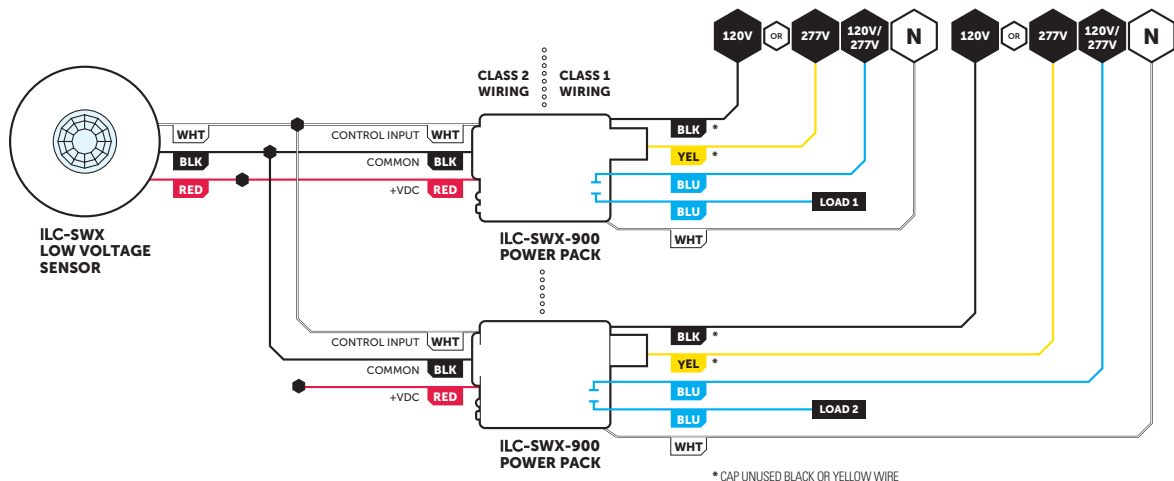 120V OR 277V 120V/ 277V N 120V OR 277V 120V/ 277V N
CLASS 2 WIRING
CLASS 1 WIRING
WHT CONTROL INPUT WHT BLK *
BLK COMMON BLK YEL *
RED +VDC RED BLU
BLU LOAD 1
WHT
ILC-SWX
LOW VOLTAGE
SENSOR
ILC-SWX-900
POWER PACK
CONTROL INPUT WHT BLK *
COMMON BLK YEL *
+VDC RED BLU
BLU LOAD 2
WHT
ILC-SWX-900
POWER PACK
* CAP UNUSED BLACK OR YELLOW WIRE